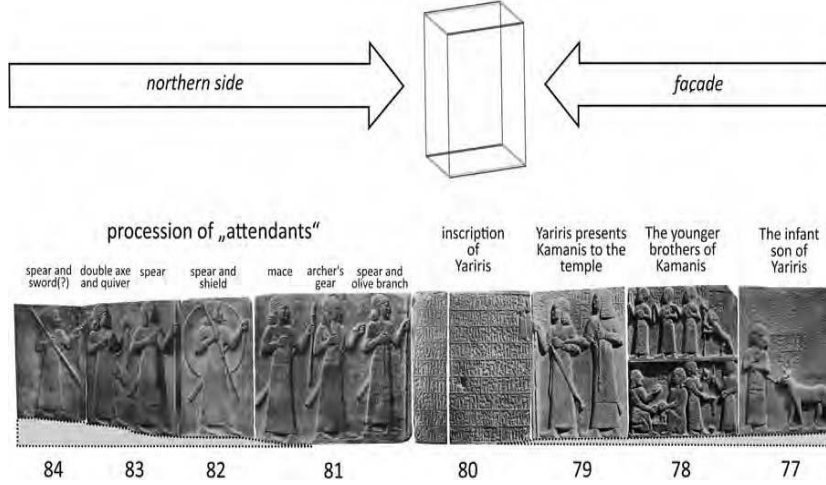 northern side
façade
procession of „attendants“
inscription
of
Yariris
Yariris presents
Kamanis to the
temple
The younger
brothers of
Kamanis
The infant
son of
Yariris
spear and
sword(?)
double axe
and quiver
spear
spear and
shield
mace
archer's
gear
spear and
olive branch
84
83
82
81
80
79
78
77